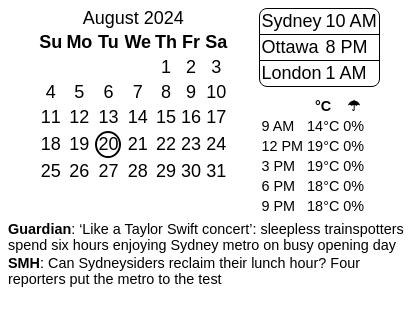 August 2024
Su Mo Tu We Th Fr Sa
1 2 3
4 5 6 7 8 9 10
11 12 13 14 15 16 17
18 19 20 21 22 23 24
25 26 27 28 29 30 31
Sydney 10 AM
Ottawa 8 PM
London 1 AM
°C ☂
9 AM 14°C 0%
12 PM 19°C 0%
3 PM 19°C 0%
6 PM 18°C 0%
9 PM 18°C 0%
Guardian: ‘Like a Taylor Swift concert’: sleepless trainspotters
spend six hours enjoying Sydney metro on busy opening day
SMH: Can Sydneysiders reclaim their lunch hour? Four
reporters put the metro to the test